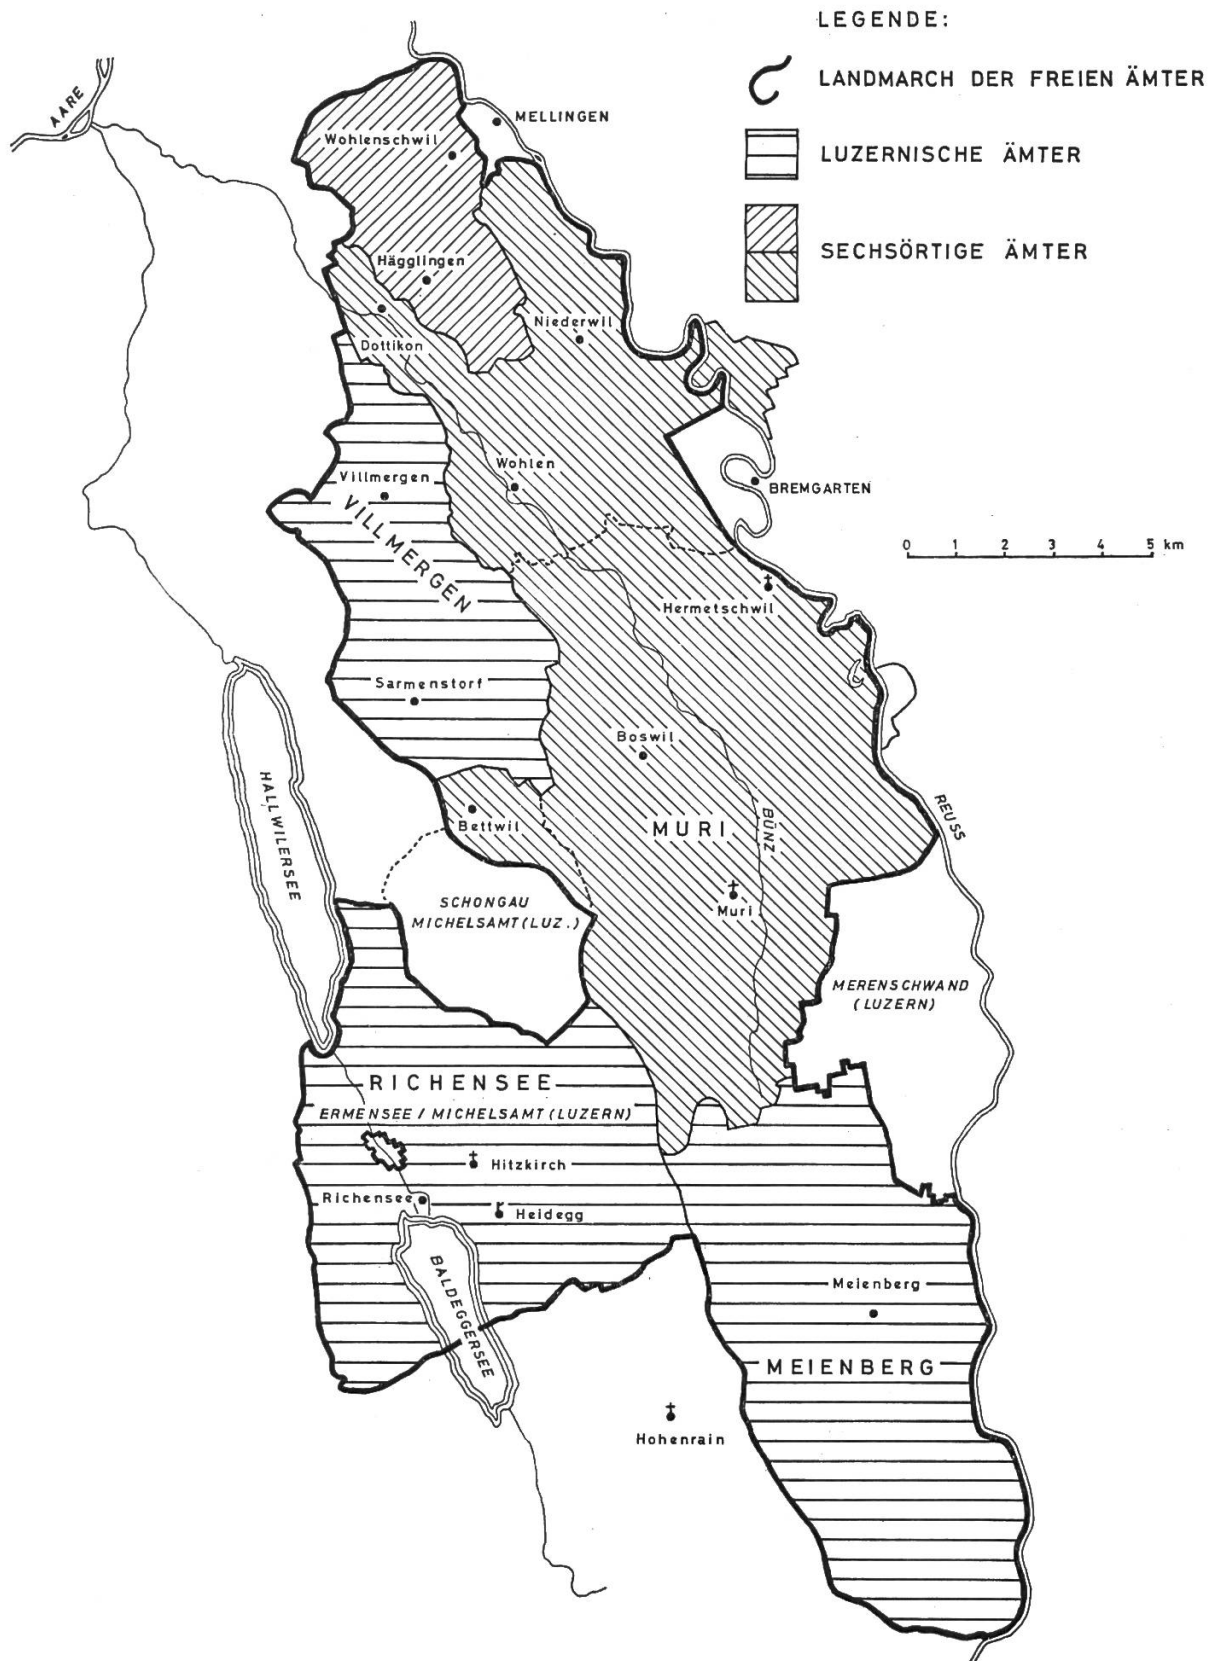 LEGENDE:
LANDMARCH DER FREIEN ÄMTER
LUZERNISCHE ÄMTER
SECHSÖRTIGE ÄMTER
AARE
MELLINGEN
Wohlenschwil
Hägglingen
Niederwil
Dottikon
Wohlen
Villmergen
BREMGARTEN
VILLMERGEN
0 1 2 3 4 5 km
Hermetschwil
Sarmenstorf
Boswil
HALLWILERSEE
REUSS
BÜNZ
Bettwil
MURI
SCHONGAU
MICHELSAMT (LUZ.)
Muri
MERENSCHWAND
(LUZERN)
RICHENSEE
ERMENSEE / MICHELSAMT (LUZERN)
Hitzkirch
Richensee
Heidegg
BALDEGGERSEE
Meienberg
MEIENBERG
Hohenrain